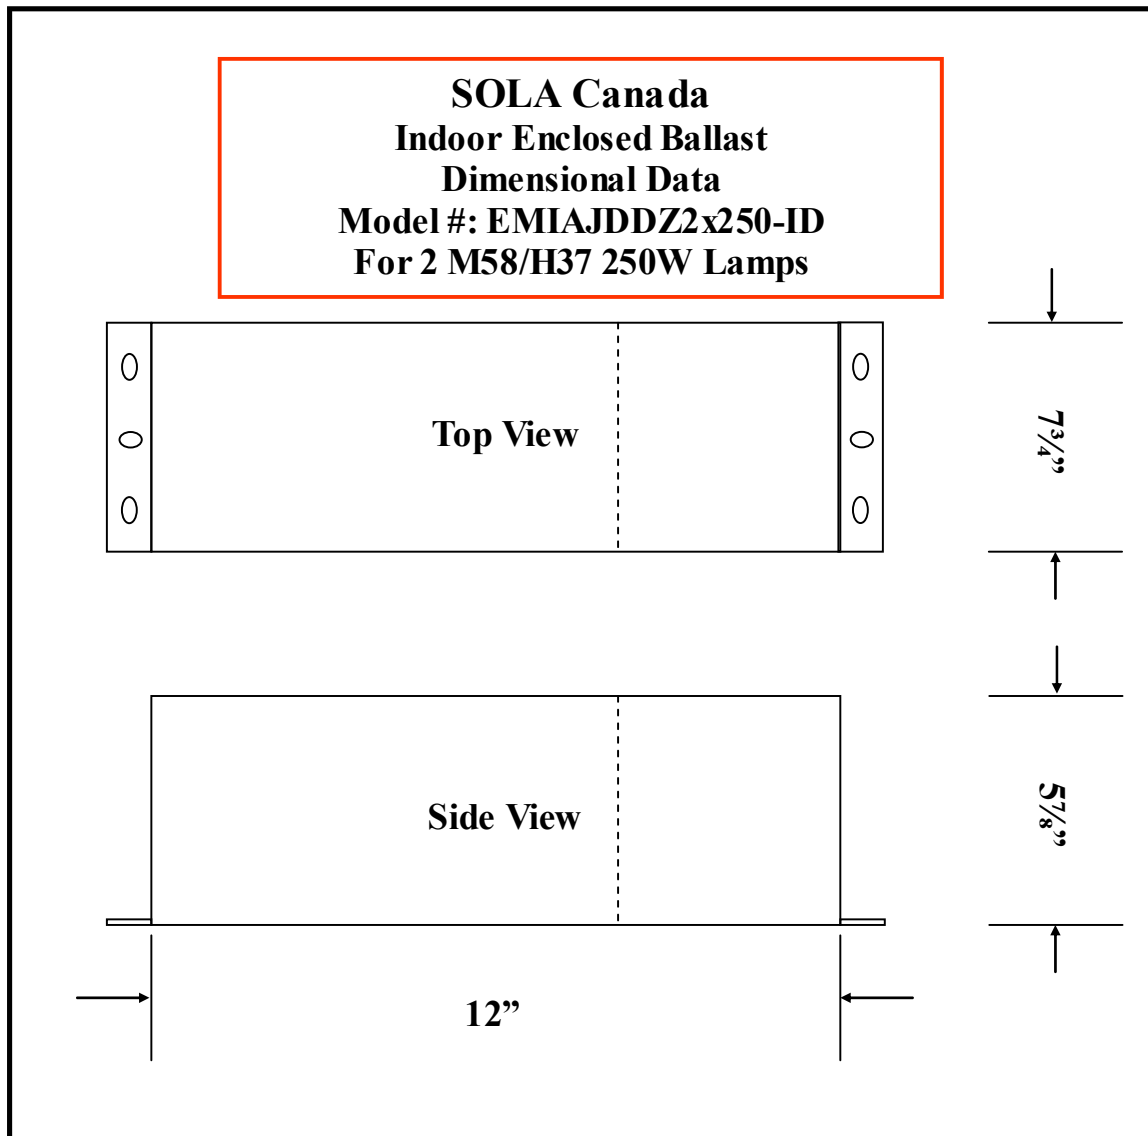 SOLA Canada
Indoor Enclosed Ballast
Dimensional Data
Model #: EMIAJDDZ2x250-ID
For 2 M58/H37 250W Lamps
Top View
7¾”
Side View
5⅞”
12”